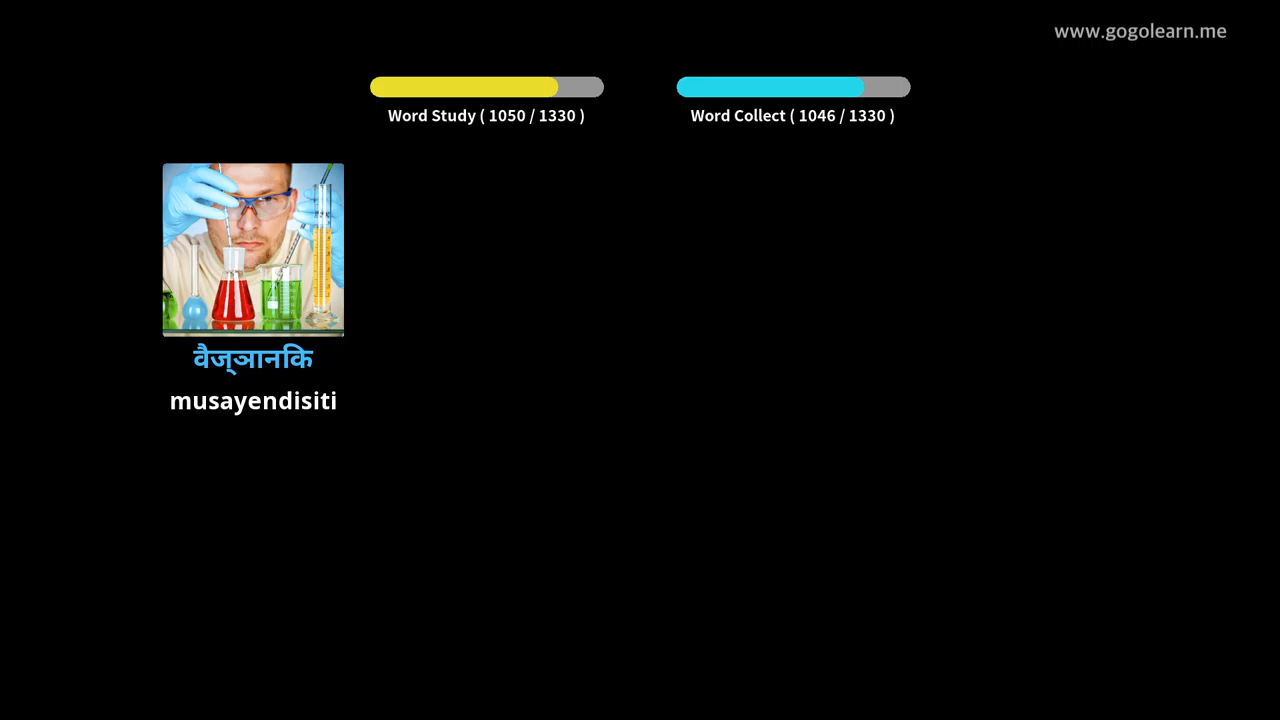 www.gogolearn.me
Word Study ( 1050 / 1330 )
Word Collect ( 1046 / 1330 )
वैज्ञानकि
musayendisiti